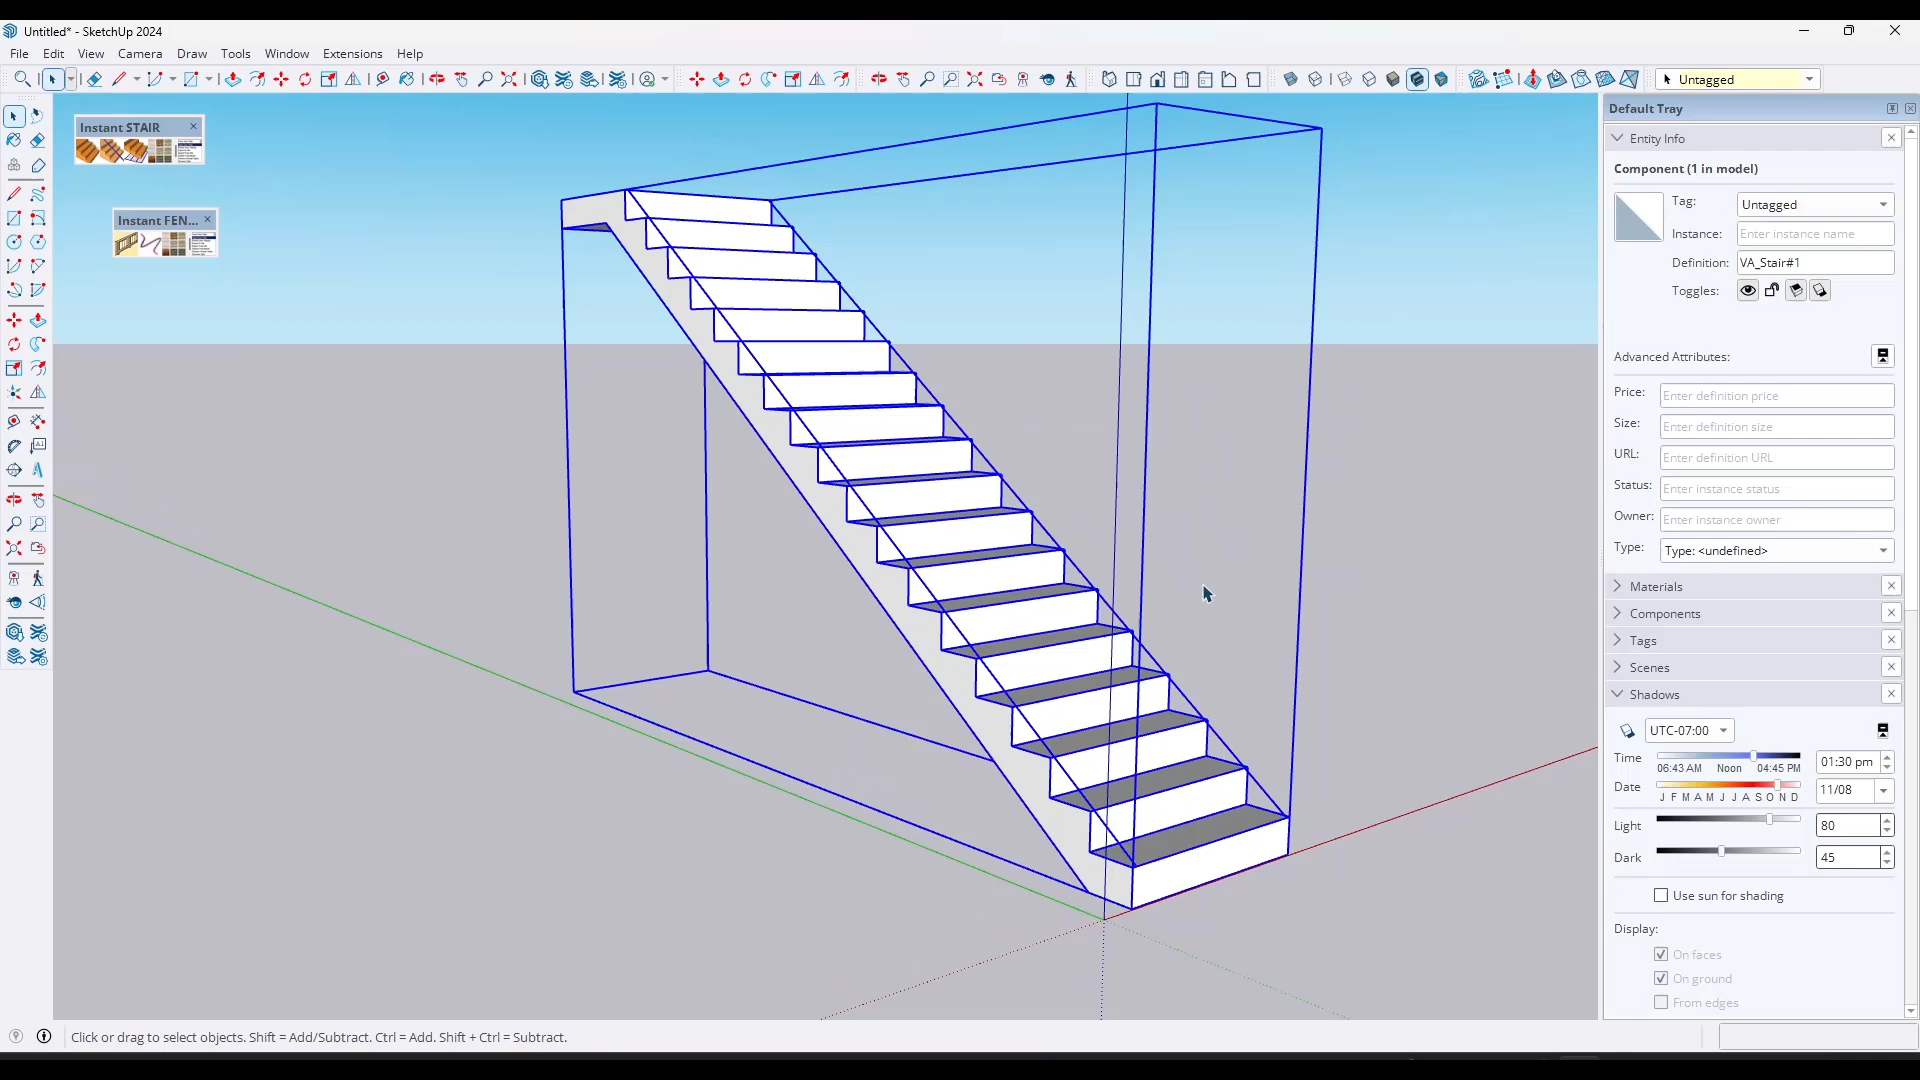 Untitled* - SketchUp 2024
File Edit View Camera Draw Tools Window Extensions Help
Untagged
Instant STAIR
Instant FEN...
Default Tray
Entity Info
Component (1 in model)
Tag: Untagged
Instance: Enter instance name
Definition: VA_Stair#1
Toggles:
Advanced Attributes:
Price: Enter definition price
Size: Enter definition size
URL: Enter definition URL
Status: Enter instance status
Owner: Enter instance owner
Type: Type: <undefined>
Materials
Components
Tags
Scenes
Shadows
UTC-07:00
Time 06:43 AM Noon 04:45 PM 01:30 pm
Date J F M A M J J A S O N D 11/08
Light 80
Dark 45
Use sun for shading
Display:
On faces
On ground
From edges
Click or drag to select objects. Shift = Add/Subtract. Ctrl = Add. Shift + Ctrl = Subtract.